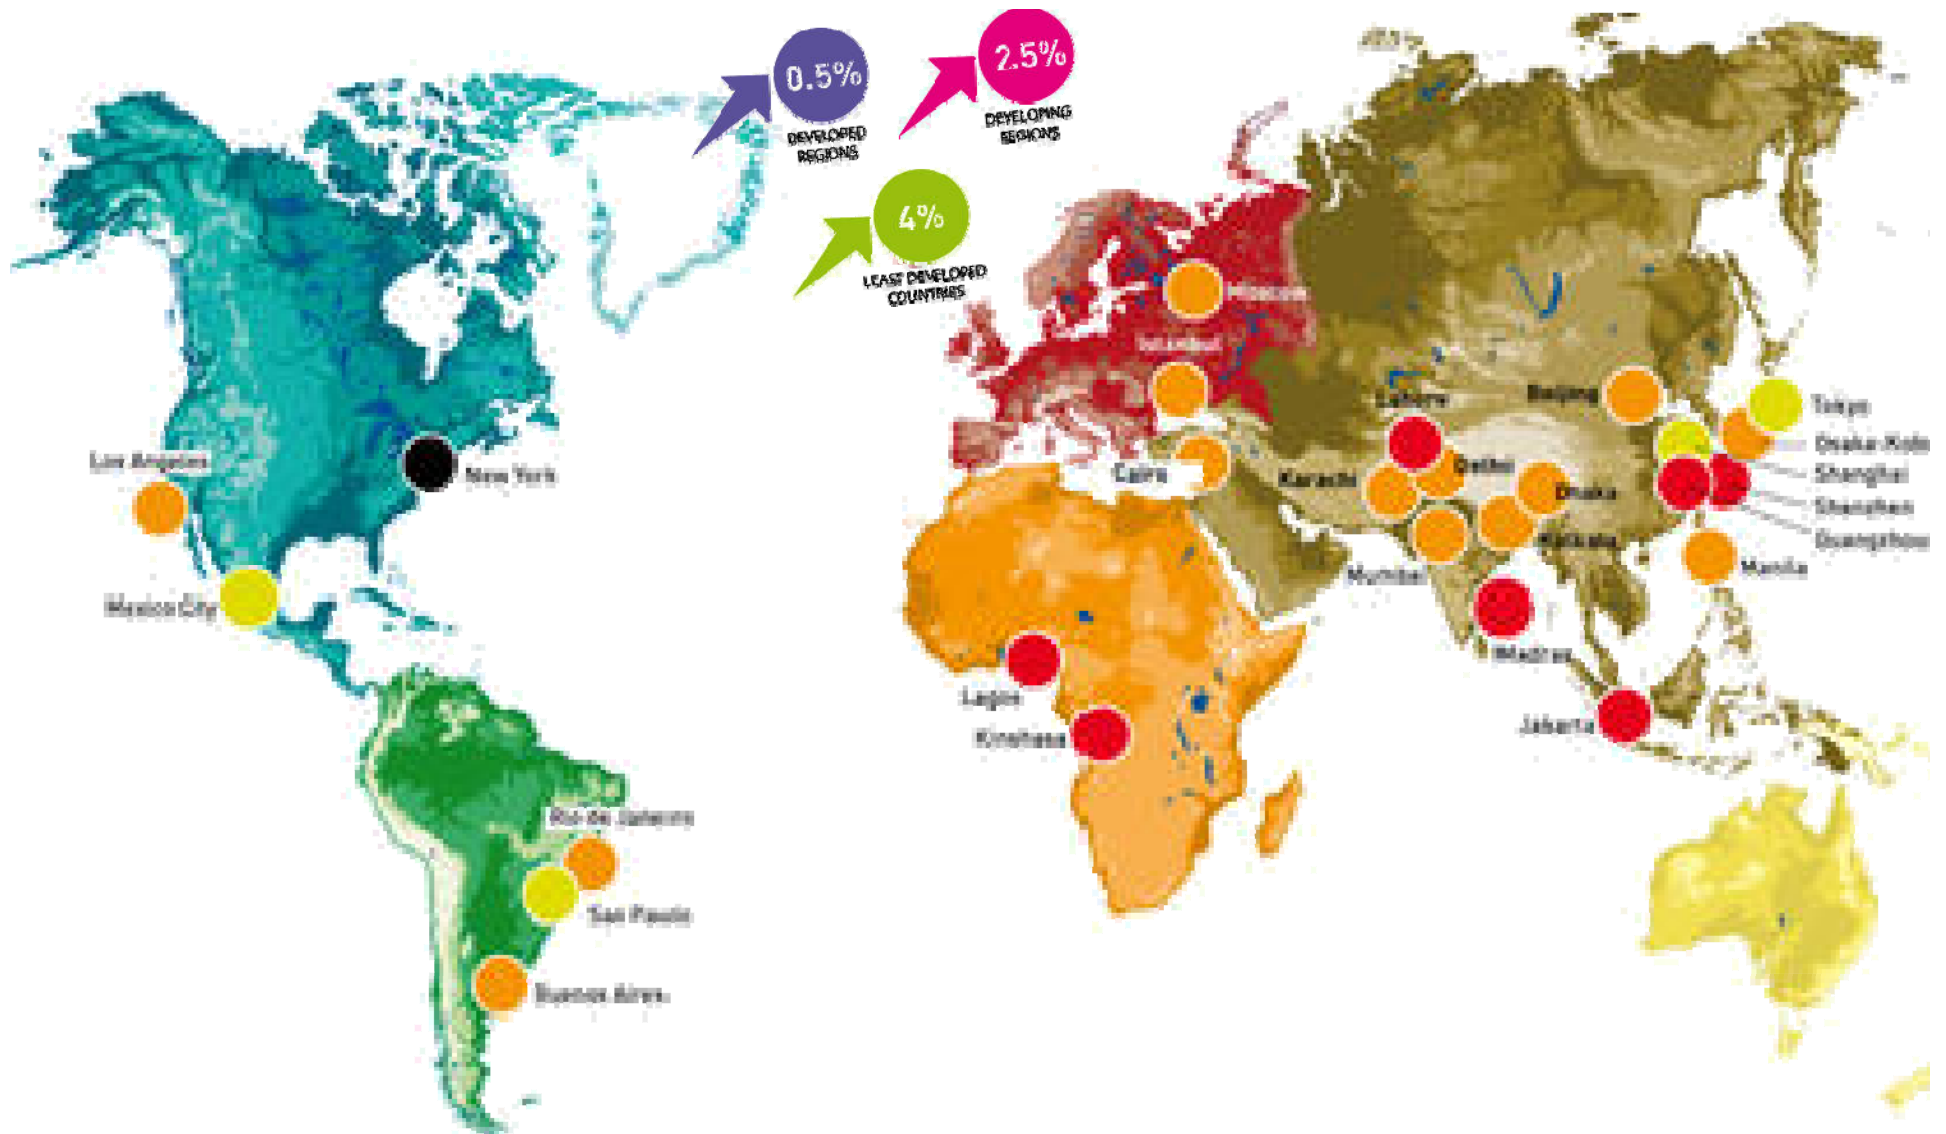 0.5%
DEVELOPED
REGIONS
2.5%
DEVELOPING
REGIONS
4%
LEAST DEVELOPED
COUNTRIES
Los Angeles
New York
Mexico City
Rio de Janeiro
Sao Paulo
Buenos Aires
Istanbul
Cairo
Lagos
Kinshasa
Lahore
Karachi
Delhi
Dhaka
Kolkata
Mumbai
Madras
Beijing
Tokyo
Osaka-Kobe
Shanghai
Shenzhen
Guangzhou
Manila
Jakarta